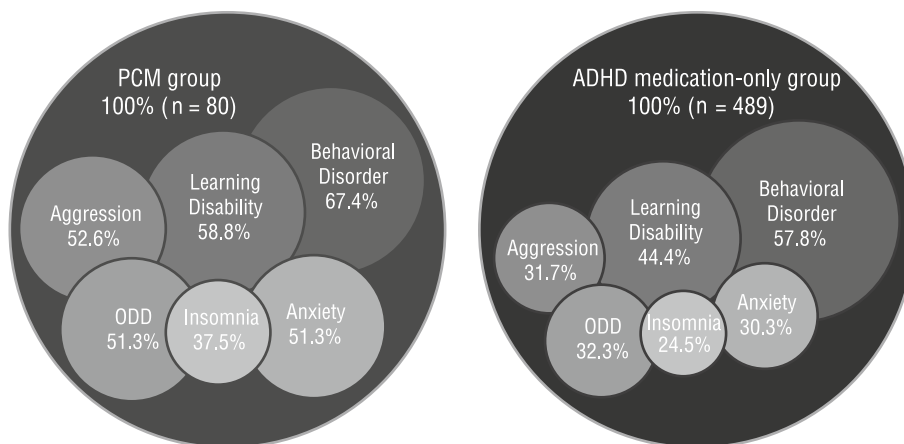 PCM group
100% (n = 80)
Behavioral
Disorder
67.4%
Learning
Disability
58.8%
Aggression
52.6%
ODD
51.3%
Insomnia
37.5%
Anxiety
51.3%
ADHD medication-only group
100% (n = 489)
Behavioral
Disorder
57.8%
Learning
Disability
44.4%
Aggression
31.7%
ODD
32.3%
Insomnia
24.5%
Anxiety
30.3%